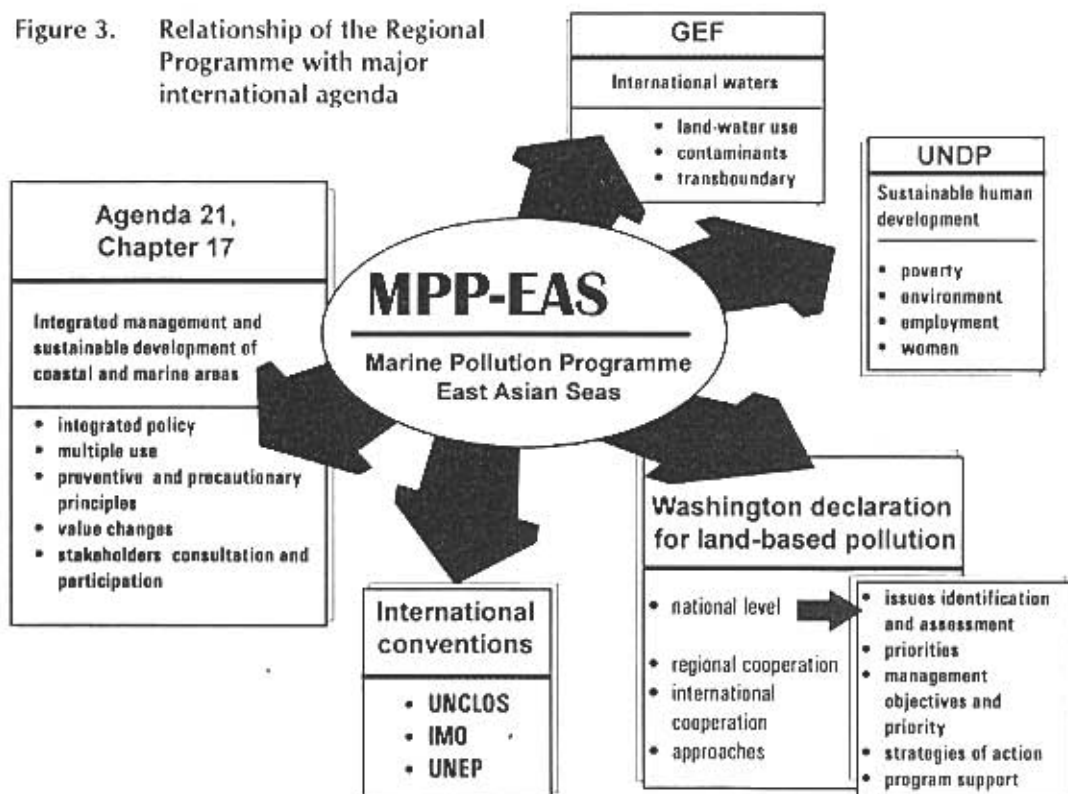 Figure 3. Relationship of the Regional
Programme with major
international agenda
GEF
International waters
• land-water use
• contaminants
• transboundary
UNDP
Sustainable human
development
• poverty
• environment
• employment
• women
Agenda 21,
Chapter 17
Integrated management and
sustainable development of
coastal and marine areas
• integrated policy
• multiple use
• preventive and precautionary
principles
• value changes
• stakeholders consultation and
participation
MPP-EAS
Marine Pollution Programme
East Asian Seas
International
conventions
• UNCLOS
• IMO
• UNEP
Washington declaration
for land-based pollution
• national level
• regional cooperation
• international
cooperation
• approaches
• issues identification
and assessment
• priorities
• management
objectives and
priority
• strategies of action
• program support